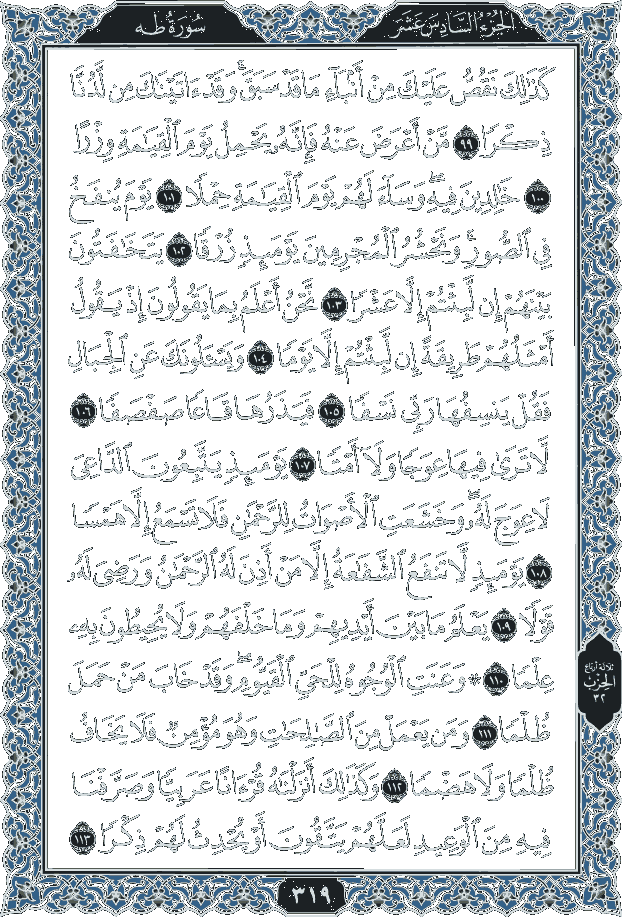 الجزء السادس عشر
سورة طه
كَذَٰلِكَ نَقُصُّ عَلَيْكَ مِنْ أَنۢبَآءِ مَا قَدْ سَبَقَ ۚ وَقَدْ ءَاتَيْنَٰكَ مِن لَّدُنَّا
ذِكْرًا ٩٩ مَّنْ أَعْرَضَ عَنْهُ فَإِنَّهُۥ يَحْمِلُ يَوْمَ ٱلْقِيَٰمَةِ وِزْرًا
١٠٠ خَٰلِدِينَ فِيهِ ۖ وَسَآءَ لَهُمْ يَوْمَ ٱلْقِيَٰمَةِ حِمْلًا ١٠١ يَوْمَ يُنفَخُ
فِى ٱلصُّورِ ۚ وَنَحْشُرُ ٱلْمُجْرِمِينَ يَوْمَئِذٍ زُرْقًا ١٠٢ يَتَخَٰفَتُونَ
بَيْنَهُمْ إِن لَّبِثْتُمْ إِلَّا عَشْرًا ١٠٣ نَّحْنُ أَعْلَمُ بِمَا يَقُولُونَ إِذْ يَقُولُ
أَمْثَلُهُمْ طَرِيقَةً إِن لَّبِثْتُمْ إِلَّا يَوْمًا ١٠٤ وَيَسْـَٔلُونَكَ عَنِ ٱلْجِبَالِ
فَقُلْ يَنسِفُهَا رَبِّى نَسْفًا ١٠٥ فَيَذَرُهَا قَاعًا صَفْصَفًا ١٠٦
لَّا تَرَىٰ فِيهَا عِوَجًا وَلَآ أَمْتًا ١٠٧ يَوْمَئِذٍ يَتَّبِعُونَ ٱلدَّاعِىَ
لَا عِوَجَ لَهُۥ ۖ وَخَشَعَتِ ٱلْأَصْوَاتُ لِلرَّحْمَٰنِ فَلَا تَسْمَعُ إِلَّا هَمْسًا
١٠٨ يَوْمَئِذٍ لَّا تَنفَعُ ٱلشَّفَٰعَةُ إِلَّا مَنْ أَذِنَ لَهُ ٱلرَّحْمَٰنُ وَرَضِىَ لَهُۥ
قَوْلًا ١٠٩ يَعْلَمُ مَا بَيْنَ أَيْدِيهِمْ وَمَا خَلْفَهُمْ وَلَا يُحِيطُونَ بِهِۦ
عِلْمًا ١١٠ ۞ وَعَنَتِ ٱلْوُجُوهُ لِلْحَىِّ ٱلْقَيُّومِ ۖ وَقَدْ خَابَ مَنْ حَمَلَ
ظُلْمًا ١١١ وَمَن يَعْمَلْ مِنَ ٱلصَّٰلِحَٰتِ وَهُوَ مُؤْمِنٌ فَلَا يَخَافُ
ظُلْمًا وَلَا هَضْمًا ١١٢ وَكَذَٰلِكَ أَنزَلْنَٰهُ قُرْءَانًا عَرَبِيًّا وَصَرَّفْنَا
فِيهِ مِنَ ٱلْوَعِيدِ لَعَلَّهُمْ يَتَّقُونَ أَوْ يُحْدِثُ لَهُمْ ذِكْرًا ١١٣
ثلاثة أرباع
الحزب
٣٢
٣١٩